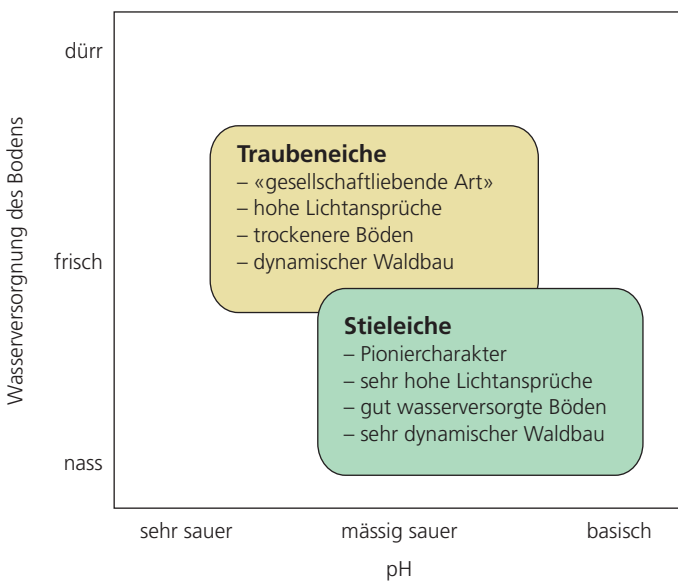 dürr
Wasserversorgnung des Bodens
Traubeneiche
– «gesellschaftliebende Art»
– hohe Lichtansprüche
– trockenere Böden
– dynamischer Waldbau
frisch
Stieleiche
– Pioniercharakter
– sehr hohe Lichtansprüche
– gut wasserversorgte Böden
– sehr dynamischer Waldbau
nass
sehr sauer mässig sauer basisch
pH